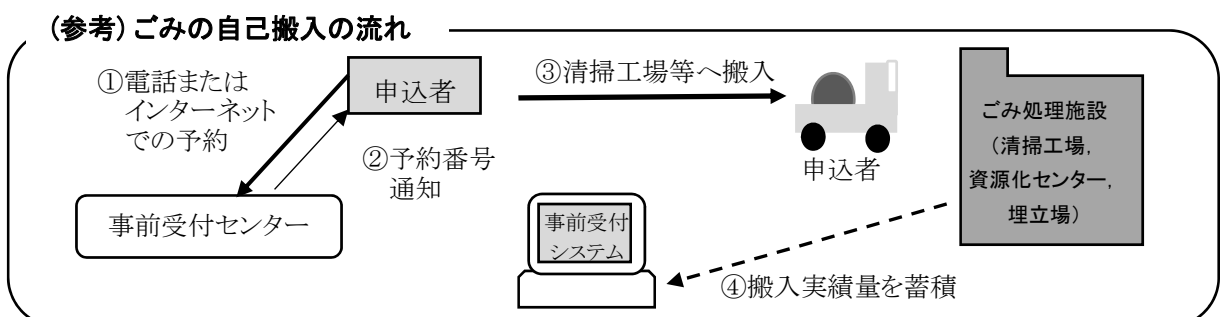 (参考)ごみの自己搬入の流れ
①電話または
インターネット
での予約
申込者
②予約番号
通知
事前受付センター
③清掃工場等へ搬入
申込者
事前受付
システム
④搬入実績量を蓄積
ごみ処理施設
(清掃工場,
資源化センター,
埋立場)